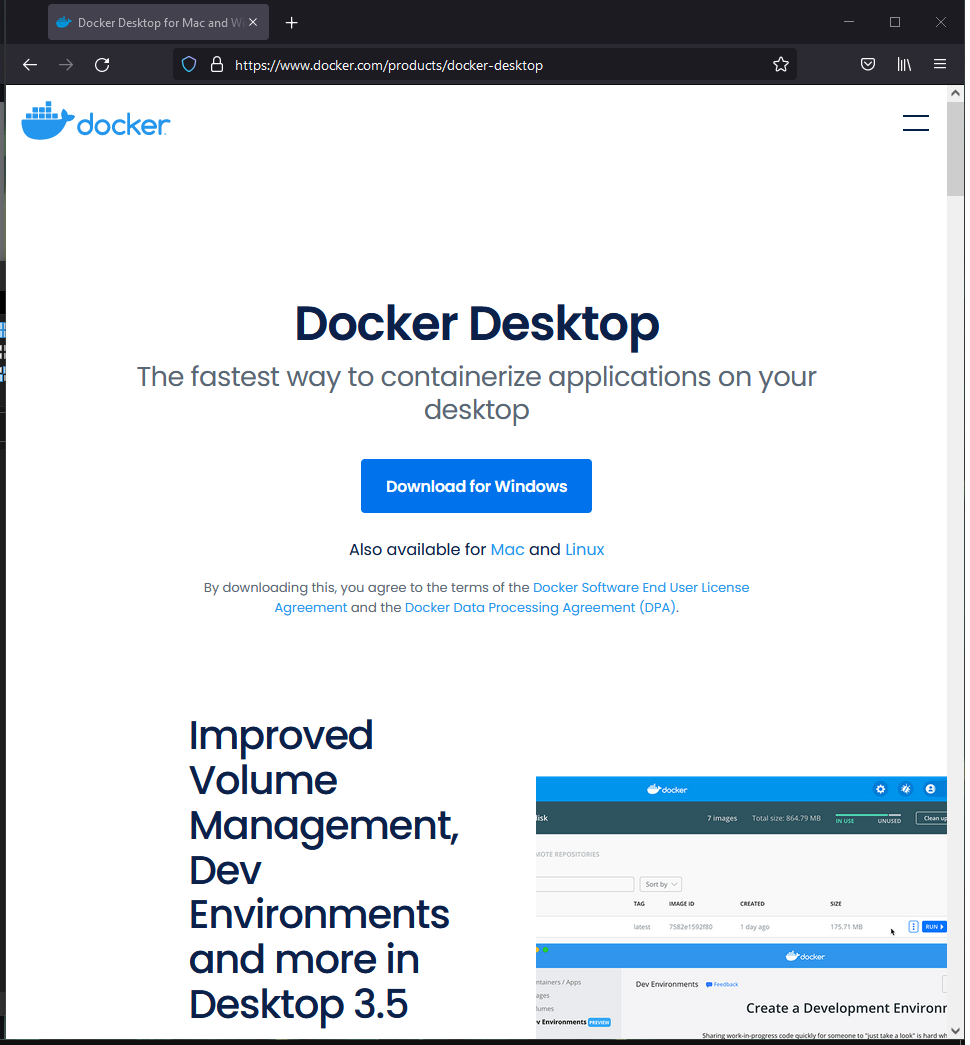 Docker Desktop for Mac and Wi
https://www.docker.com/products/docker-desktop
docker
Docker Desktop
The fastest way to containerize applications on your
desktop
Download for Windows
Also available for Mac and Linux
By downloading this, you agree to the terms of the Docker Software End User License
Agreement and the Docker Data Processing Agreement (DPA).
Improved
Volume
Management,
Dev
Environments
and more in
Desktop 3.5
docker
disk 7 images Total size: 864.79 MB IN USE UNUSED Clean up
MOTE REPOSITORIES
Sort by
TAG IMAGE ID CREATED SIZE
latest 7582e1592f80 1 day ago 175.71 MB RUN
docker
ntainers / Apps
ages
lumes
v Environments PREVIEW
Dev Environments Feedback
Create a Development Environ
Sharing work-in-progress code quickly for someone to "just take a look" is hard